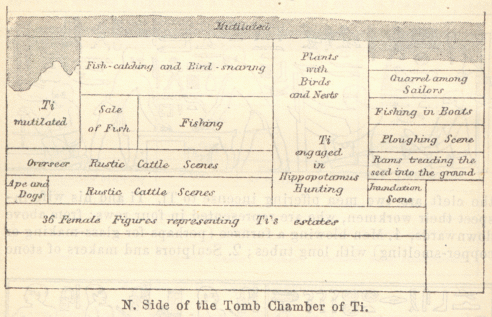 Mutilated
Fish-catching and Bird-snaring
Plants
with
Birds
and Nests
Quarrel among
Sailors
Ti
mutilated
Sale
of Fish
Fishing
Fishing in Boats
Ti
engaged
in
Hippopotamus
Hunting
Ploughing Scene
Overseer Rustic Cattle Scenes
Rams treading the
seed into the ground
Ape and
Dogs
Rustic Cattle Scenes
Inundation
Scene
36 Female Figures representing Ti's estates
N. Side of the Tomb Chamber of Ti.